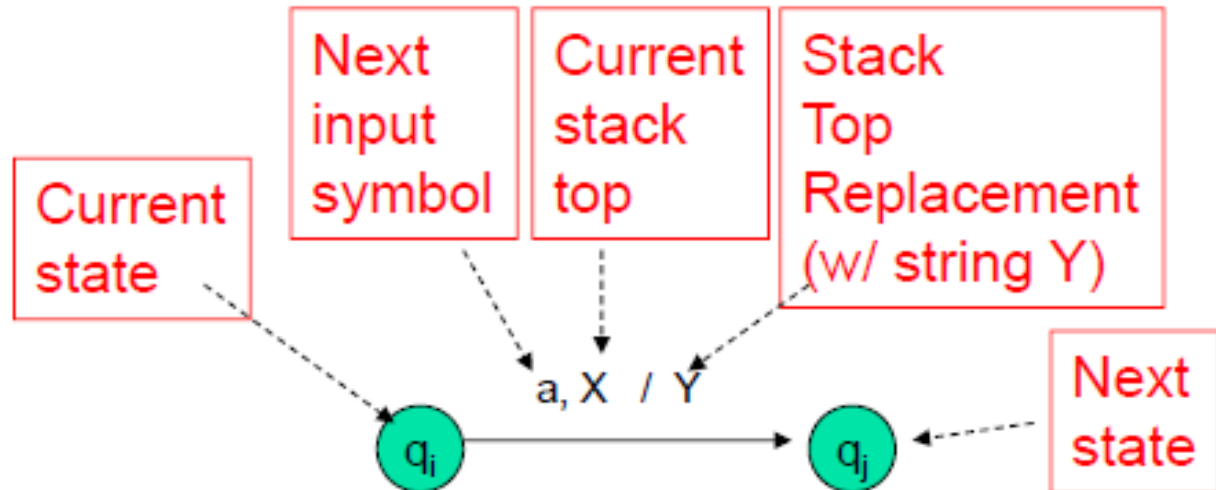 Next
input
symbol
Current
stack
top
Stack
Top
Replacement
(w/ string Y)
Current
state
a, X / Y
Next
state
qi
qj